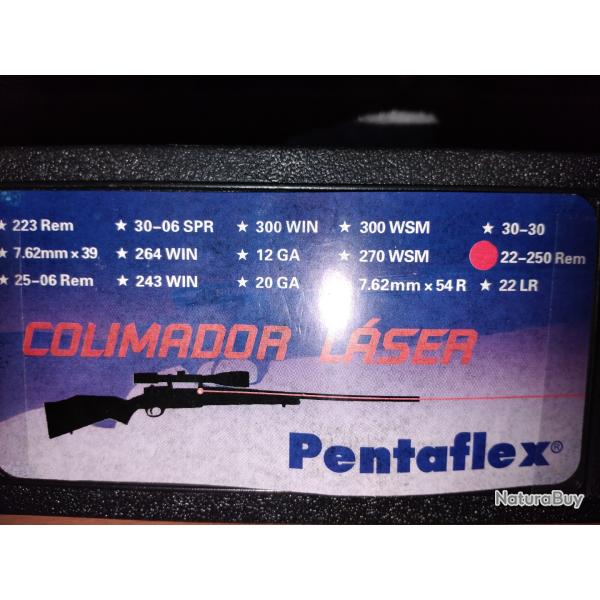 ★ 223 Rem ★ 30-06 SPR ★ 300 WIN ★ 300 WSM ★ 30-30
★ 7.62mm × 39 ★ 264 WIN ★ 12 GA ★ 270 WSM 22-250 Rem
★ 25-06 Rem ★ 243 WIN ★ 20 GA 7.62mm × 54 R ★ 22 LR
COLIMADOR LÁSER
Pentaflex®
NaturaBuy